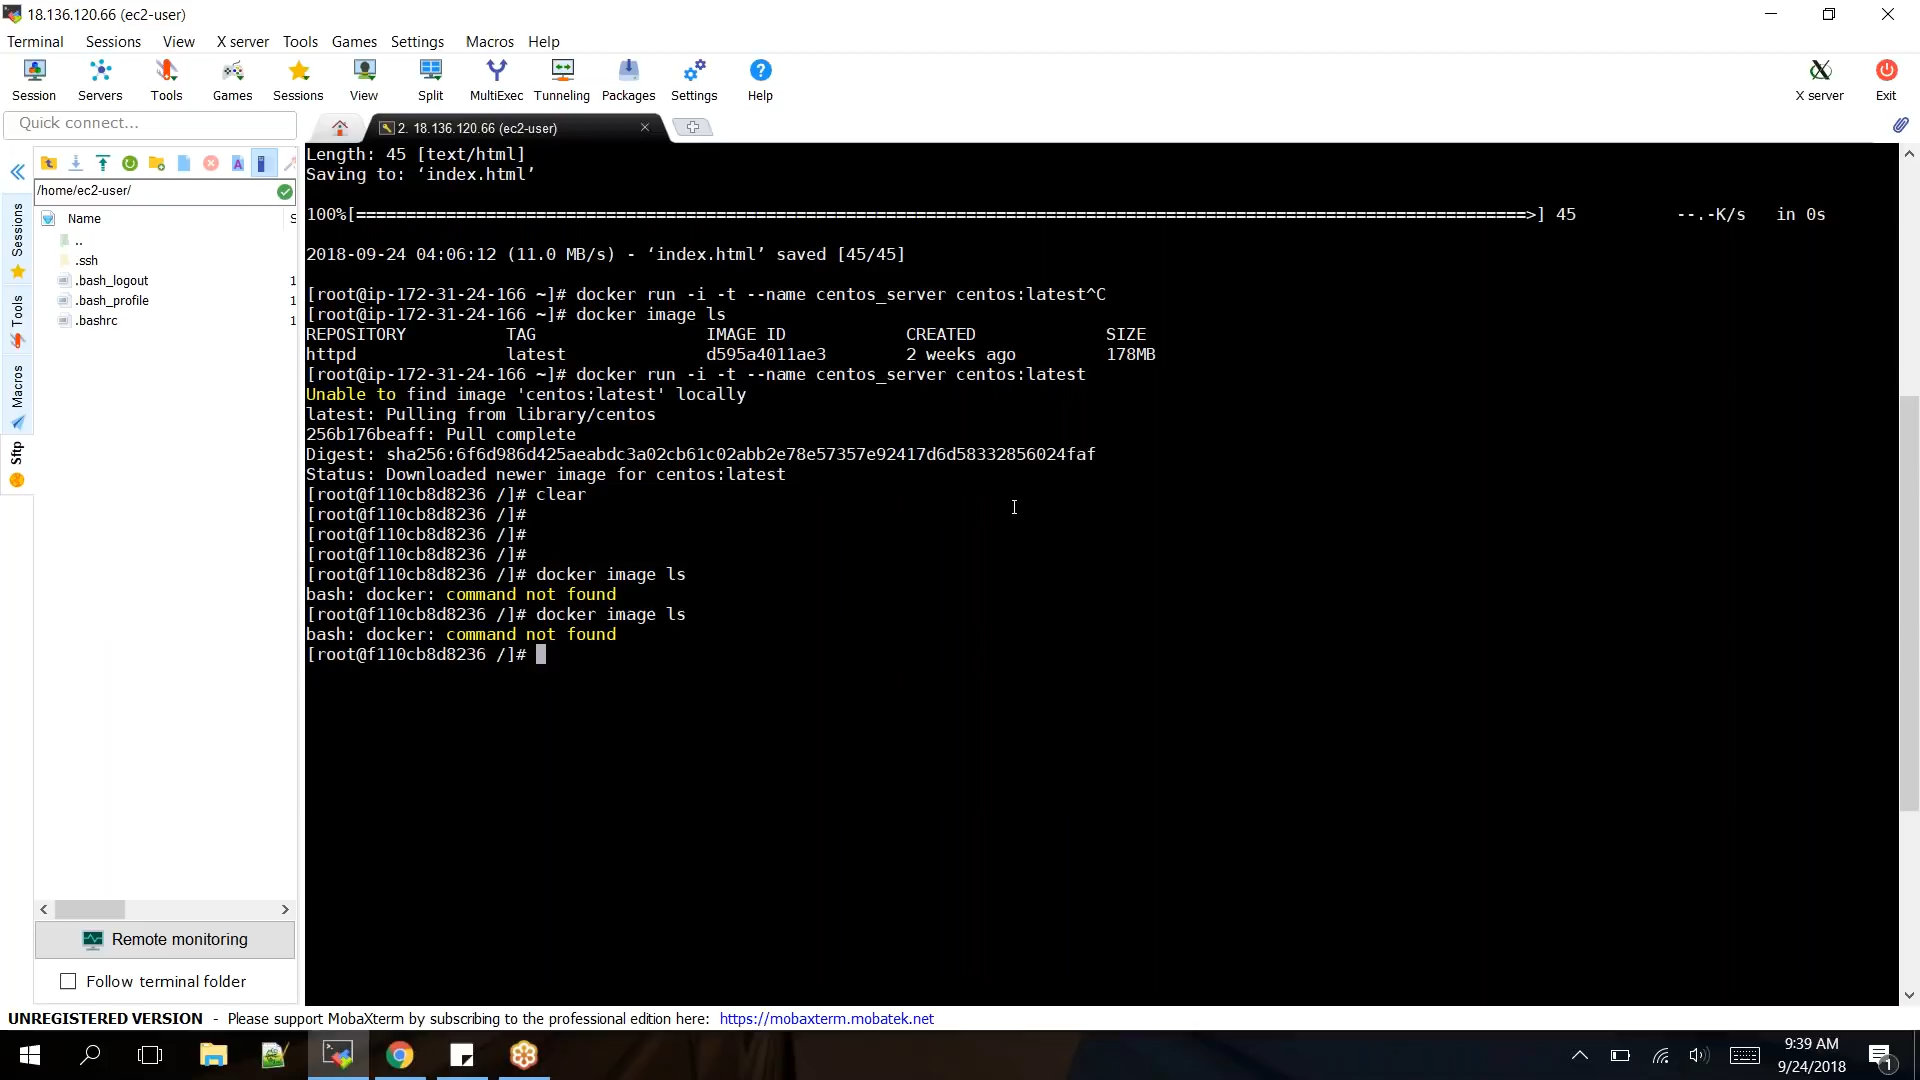 18.136.120.66 (ec2-user)
Terminal Sessions View X server Tools Games Settings Macros Help
Session Servers Tools Games Sessions View Split MultiExec Tunneling Packages Settings Help X server Exit
Quick connect...
2. 18.136.120.66 (ec2-user)
/home/ec2-user/
Name S
..
.ssh
.bash_logout 1
.bash_profile 1
.bashrc 1
Sessions
Tools
Macros
Sftp
Remote monitoring
Follow terminal folder
Length: 45 [text/html]
Saving to: ‘index.html’
100%[=====================================================================================================================>] 45 --.-K/s in 0s
2018-09-24 04:06:12 (11.0 MB/s) - ‘index.html’ saved [45/45]
[root@ip-172-31-24-166 ~]# docker run -i -t --name centos_server centos:latest^C
[root@ip-172-31-24-166 ~]# docker image ls
REPOSITORY TAG IMAGE ID CREATED SIZE
httpd latest d595a4011ae3 2 weeks ago 178MB
[root@ip-172-31-24-166 ~]# docker run -i -t --name centos_server centos:latest
Unable to find image 'centos:latest' locally
latest: Pulling from library/centos
256b176beaff: Pull complete
Digest: sha256:6f6d986d425aeabdc3a02cb61c02abb2e78e57357e92417d6d58332856024faf
Status: Downloaded newer image for centos:latest
[root@f110cb8d8236 /]# clear
[root@f110cb8d8236 /]#
[root@f110cb8d8236 /]#
[root@f110cb8d8236 /]#
[root@f110cb8d8236 /]# docker image ls
bash: docker: command not found
[root@f110cb8d8236 /]# docker image ls
bash: docker: command not found
[root@f110cb8d8236 /]#
UNREGISTERED VERSION - Please support MobaXterm by subscribing to the professional edition here: https://mobaxterm.mobatek.net
9:39 AM
9/24/2018
1